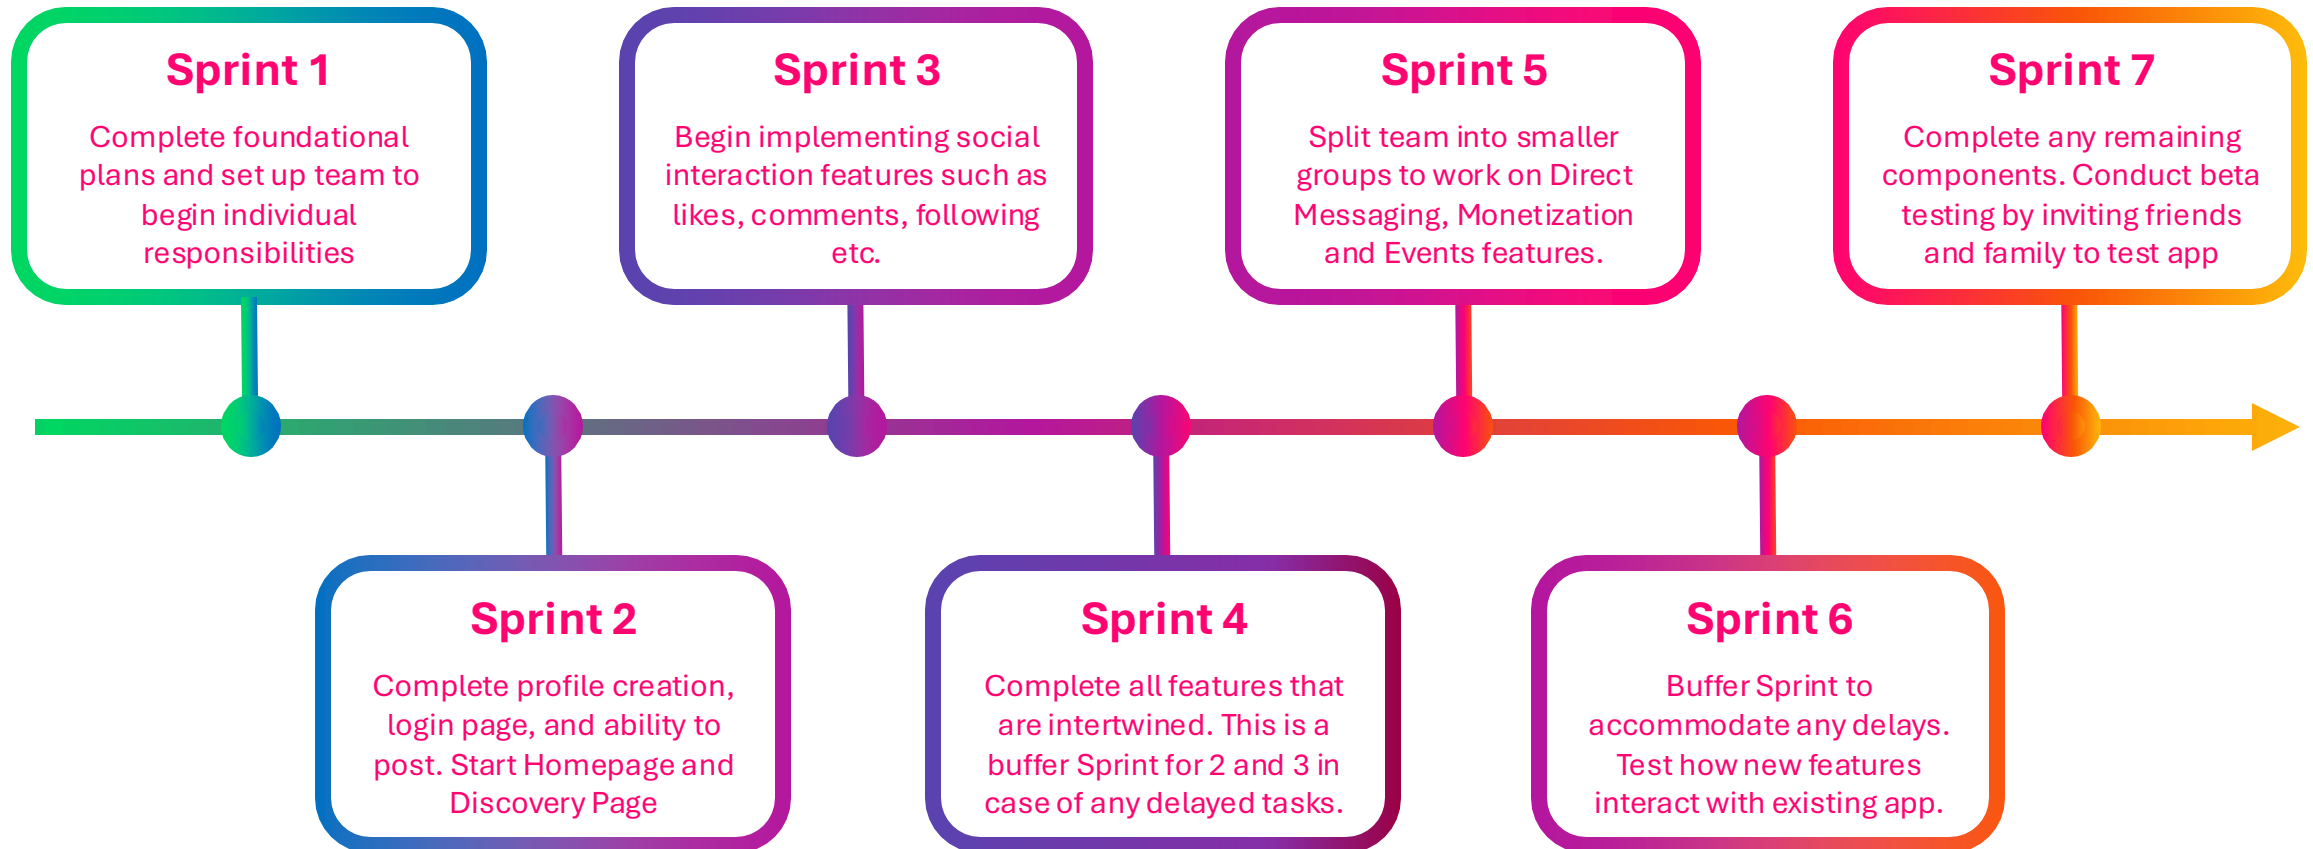 Sprint 1
Complete foundational
plans and set up team to
begin individual
responsibilities
Sprint 2
Complete profile creation,
login page, and ability to
post. Start Homepage and
Discovery Page
Sprint 3
Begin implementing social
interaction features such as
likes, comments, following
etc.
Sprint 4
Complete all features that
are intertwined. This is a
buffer Sprint for 2 and 3 in
case of any delayed tasks.
Sprint 5
Split team into smaller
groups to work on Direct
Messaging, Monetization
and Events features.
Sprint 6
Buffer Sprint to
accommodate any delays.
Test how new features
interact with existing app.
Sprint 7
Complete any remaining
components. Conduct beta
testing by inviting friends
and family to test app